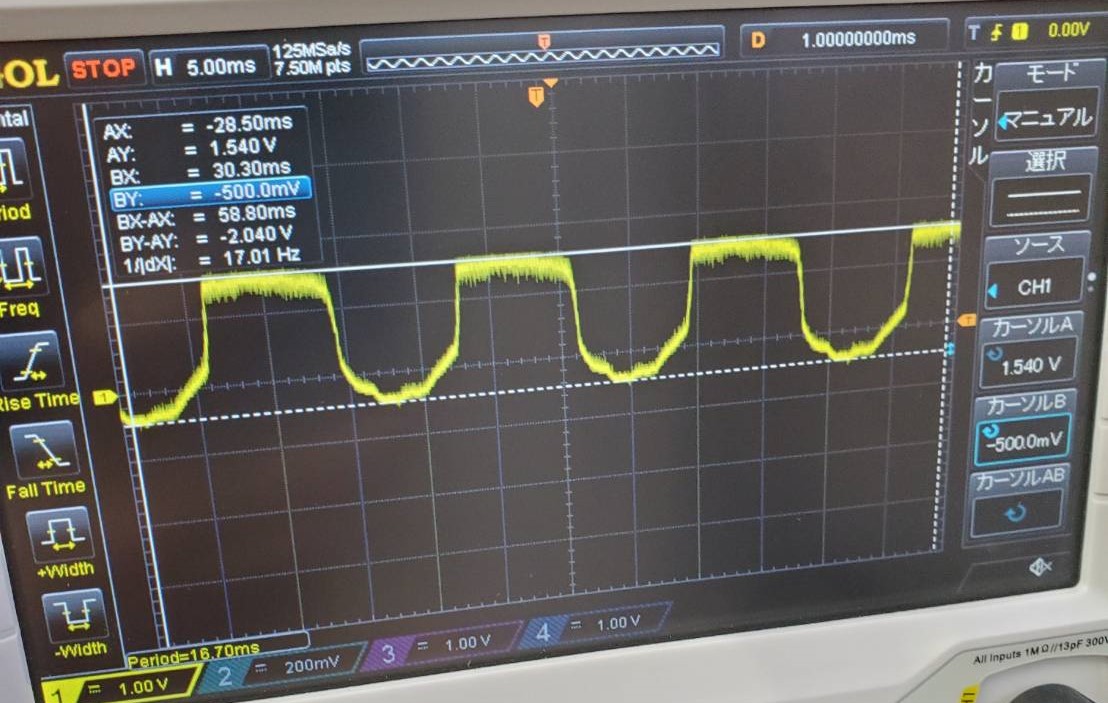 OL STOP H 5.00ms 125MSa/s
7.50M pts
T
D 1.00000000ms
T 1 0.00V
ntal
riod
Freq
Rise Time
Fall Time
+Width
-Width
AX: = -28.50ms
AY: = 1.540 V
BX: = 30.30ms
BY: = -500.0mV
BX-AX: = 58.80ms
BY-AY: = -2.040 V
1/|dX|: = 17.01 Hz
T
1
T
カーソル
モード
マニュアル
選択
ソース
CH1
カーソルA
1.540 V
カーソルB
-500.0mV
カーソルAB
Period=16.70ms
1 = 1.00 V
2 = 200mV
3 = 1.00 V
4 = 1.00 V
All Inputs 1MΩ//13pF 300V